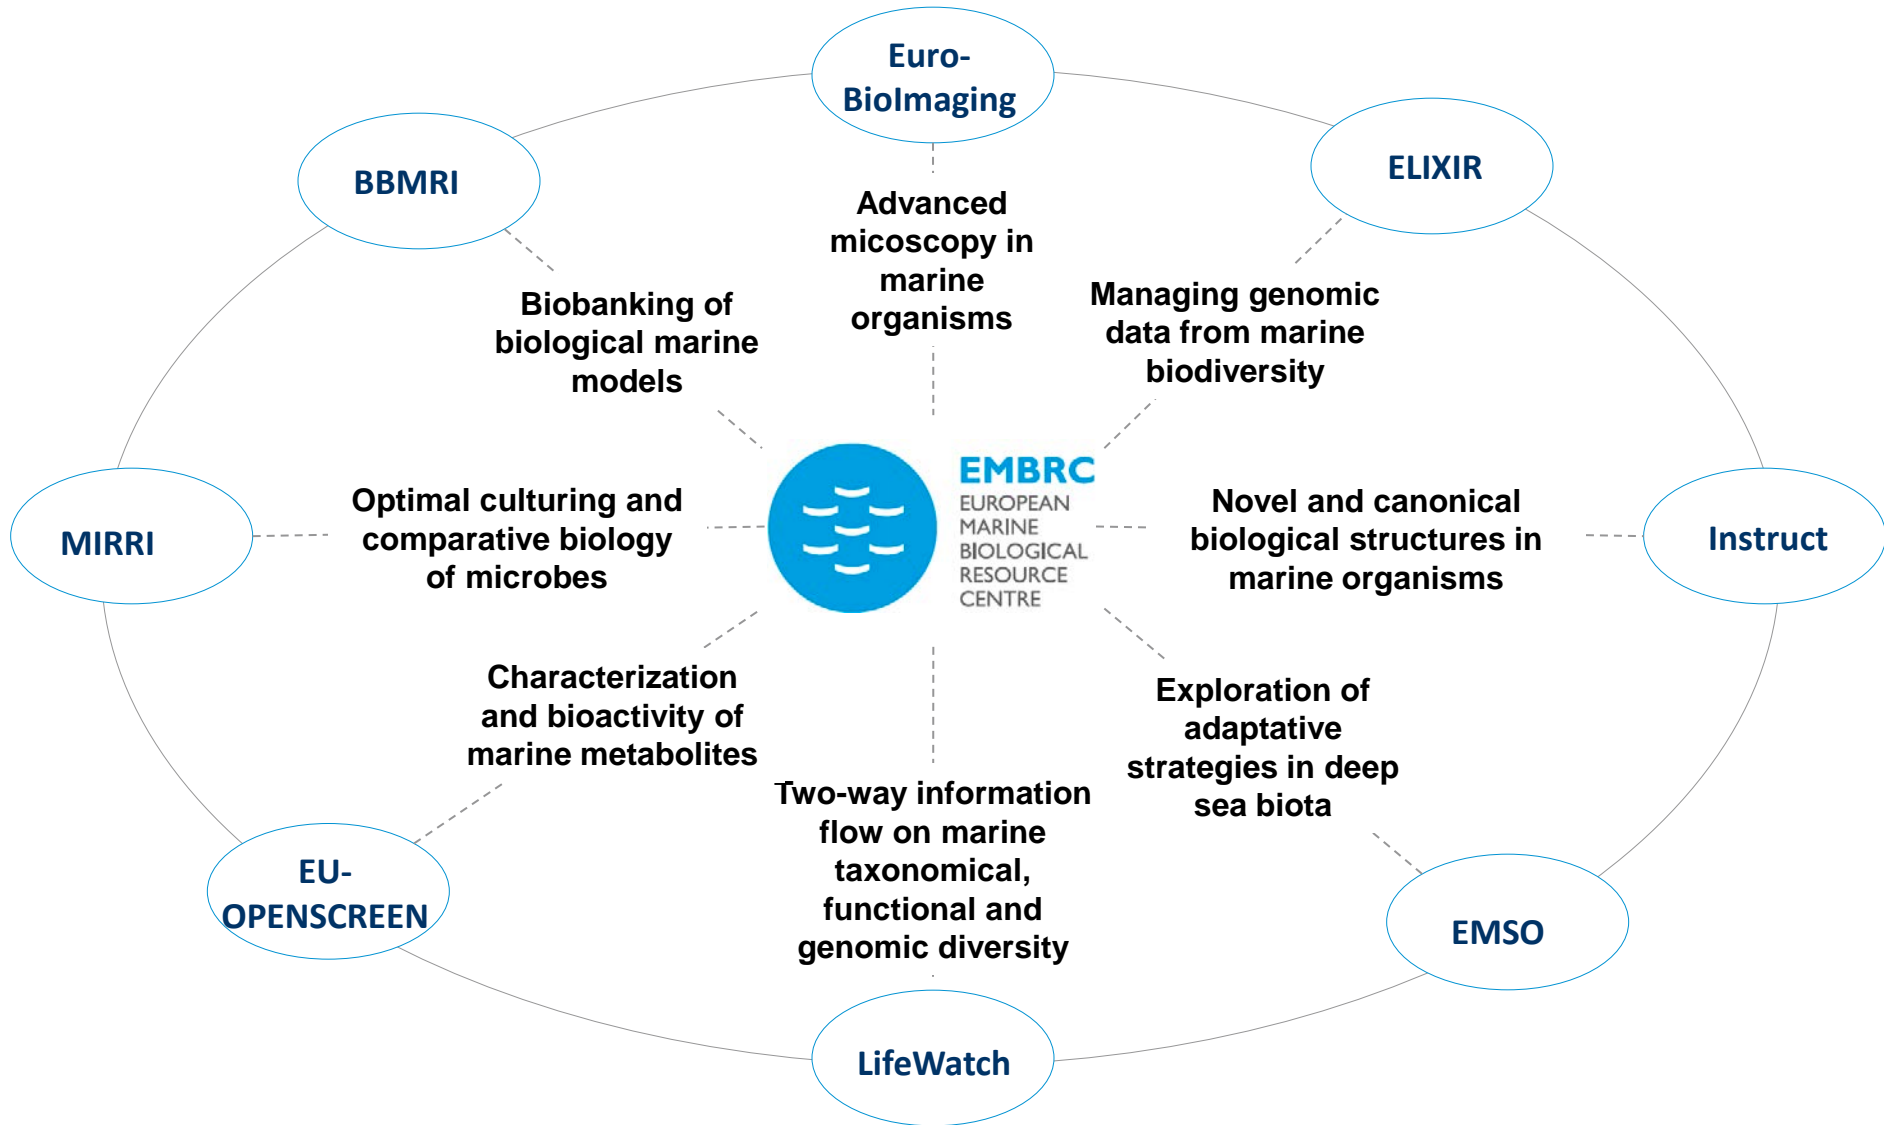 Euro-
BioImaging
BBMRI
ELIXIR
Advanced
micoscopy in
marine
organisms
Biobanking of
biological marine
models
Managing genomic
data from marine
biodiversity
MIRRI
Optimal culturing and
comparative biology
of microbes
EMBRC
EUROPEAN
MARINE
BIOLOGICAL
RESOURCE
CENTRE
Novel and canonical
biological structures in
marine organisms
Instruct
Characterization
and bioactivity of
marine metabolites
Exploration of
adaptative
strategies in deep
sea biota
Two-way information
flow on marine
taxonomical,
functional and
genomic diversity
EU-
OPENSCREEN
EMSO
LifeWatch